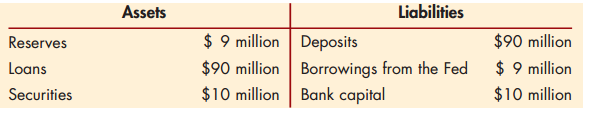 Assets Liabilities
Reserves $ 9 million Deposits $90 million
Loans $90 million Borrowings from the Fed $ 9 million
Securities $10 million Bank capital $10 million